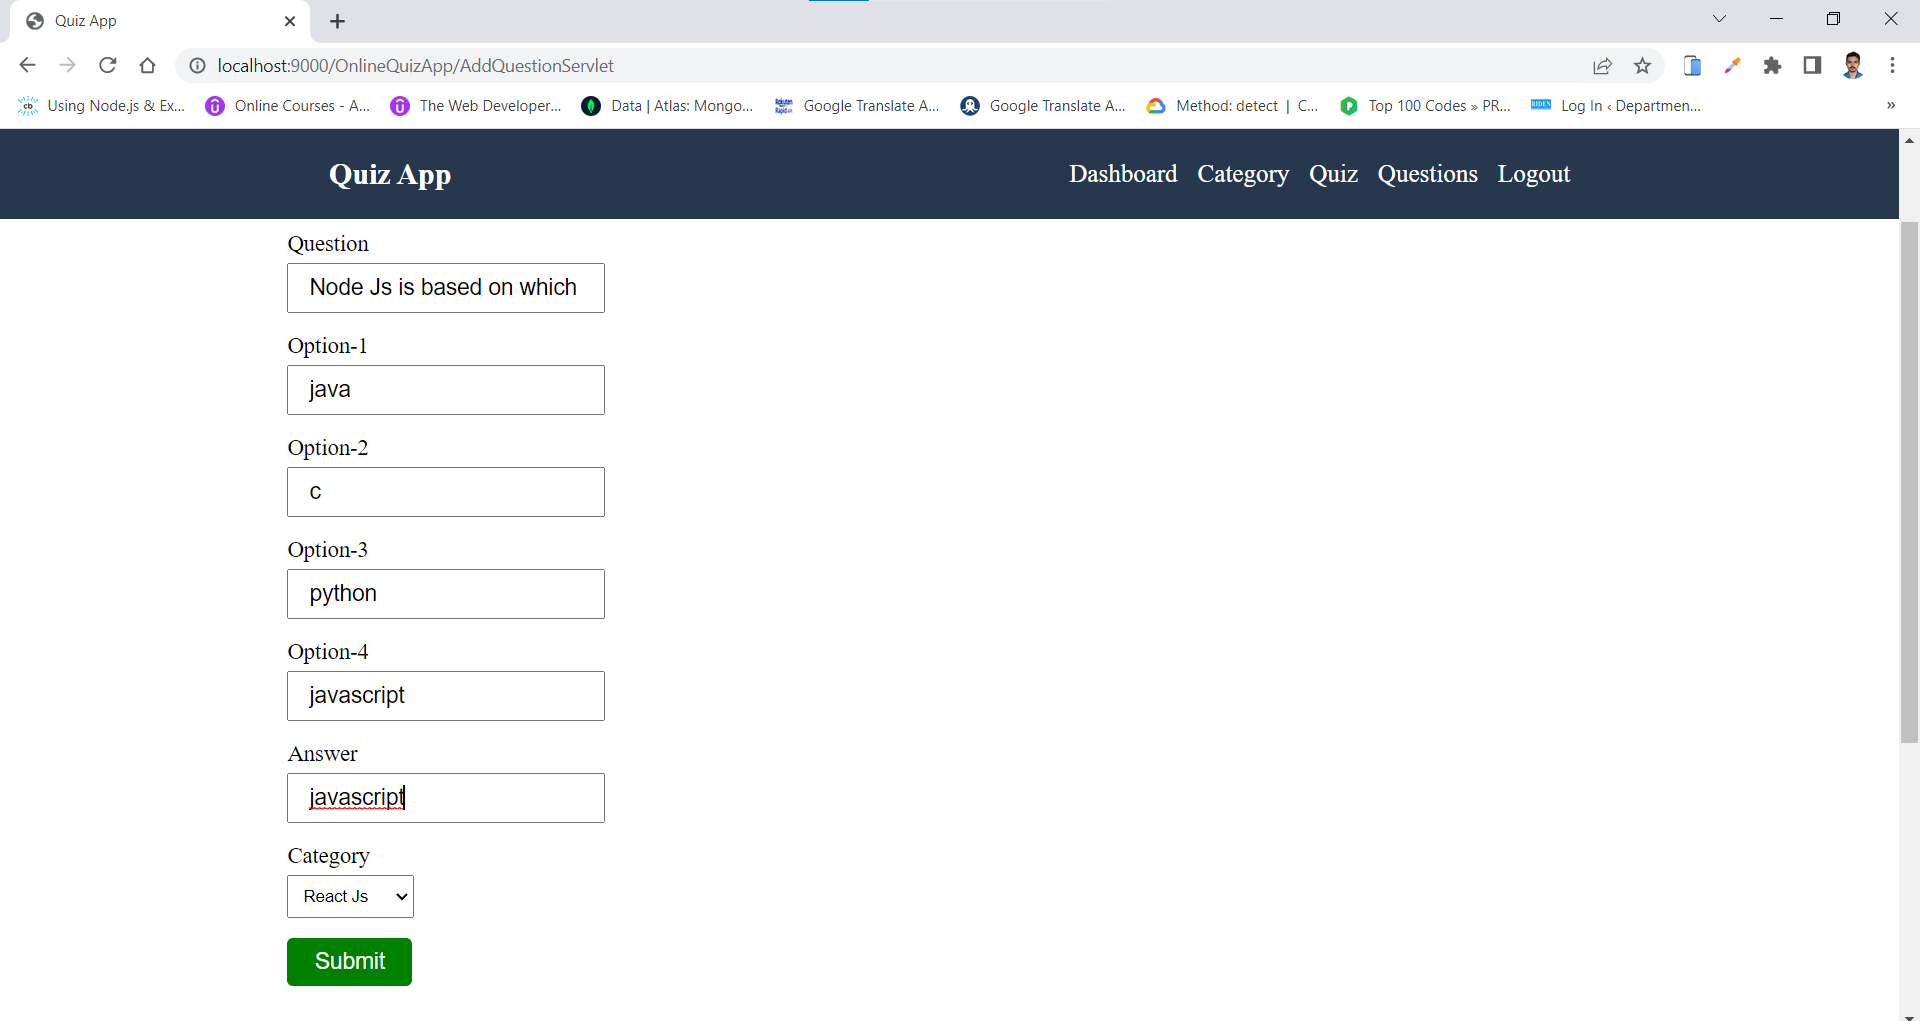 Quiz App
localhost:9000/OnlineQuizApp/AddQuestionServlet
Using Node.js & Ex... Online Courses - A... The Web Developer... Data | Atlas: Mongo... Google Translate A... Google Translate A... Method: detect | C... Top 100 Codes » PR... Log In ‹ Departmen... »
Quiz App Dashboard Category Quiz Questions Logout
Question
Node Js is based on which
Option-1
java
Option-2
c
Option-3
python
Option-4
javascript
Answer
javascript
Category
React Js
Submit